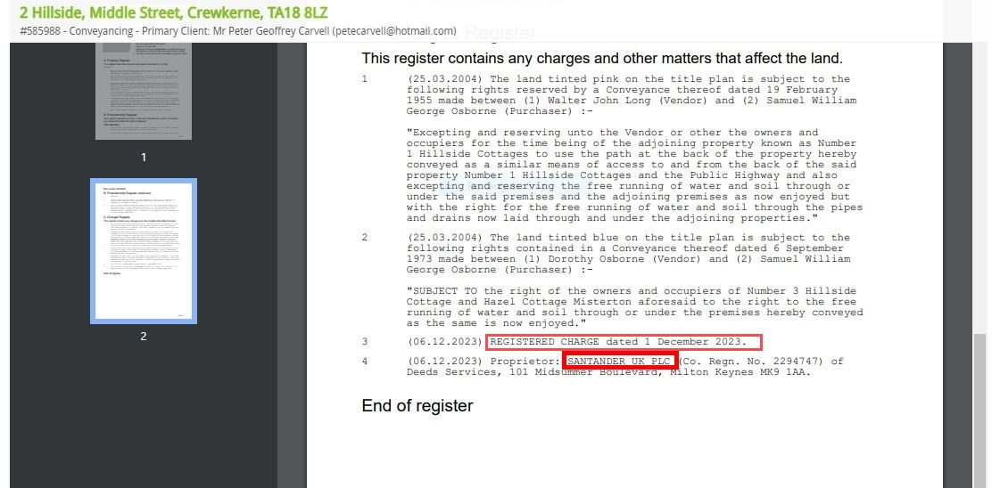 2 Hillside, Middle Street, Crewkerne, TA18 8LZ
#585988 - Conveyancing - Primary Client: Mr Peter Geoffrey Carvell (petecarvell@hotmail.com)
Register
This register contains any charges and other matters that affect the land.
1 (25.03.2004) The land tinted pink on the title plan is subject to the
following rights reserved by a Conveyance thereof dated 19 February
1955 made between (1) Walter John Long (Vendor) and (2) Samuel William
George Osborne (Purchaser) :-
"Excepting and reserving unto the Vendor or other the owners and
occupiers for the time being of the adjoining property known as Number
1 Hillside Cottages to use the path at the back of the property hereby
conveyed as a similar means of access to and from the back of the said
property Number 1 Hillside Cottages and the Public Highway and also
excepting and reserving the free running of water and soil through or
under the said premises and the adjoining premises as now enjoyed but
with the right for the free running of water and soil through the pipes
and drains now laid through and under the adjoining properties."
2 (25.03.2004) The land tinted blue on the title plan is subject to the
following rights contained in a Conveyance thereof dated 6 September
1973 made between (1) Dorothy Osborne (Vendor) and (2) Samuel William
George Osborne (Purchaser) :-
"SUBJECT TO the right of the owners and occupiers of Number 3 Hillside
Cottage and Hazel Cottage Misterton aforesaid to the right to the free
running of water and soil through or under the premises hereby conveyed
as the same is now enjoyed."
3 (06.12.2023) REGISTERED CHARGE dated 1 December 2023.
4 (06.12.2023) Proprietor: SANTANDER UK PLC (Co. Regn. No. 2294747) of
Deeds Services, 101 Midsummer Boulevard, Milton Keynes MK9 1AA.
End of register
1
2